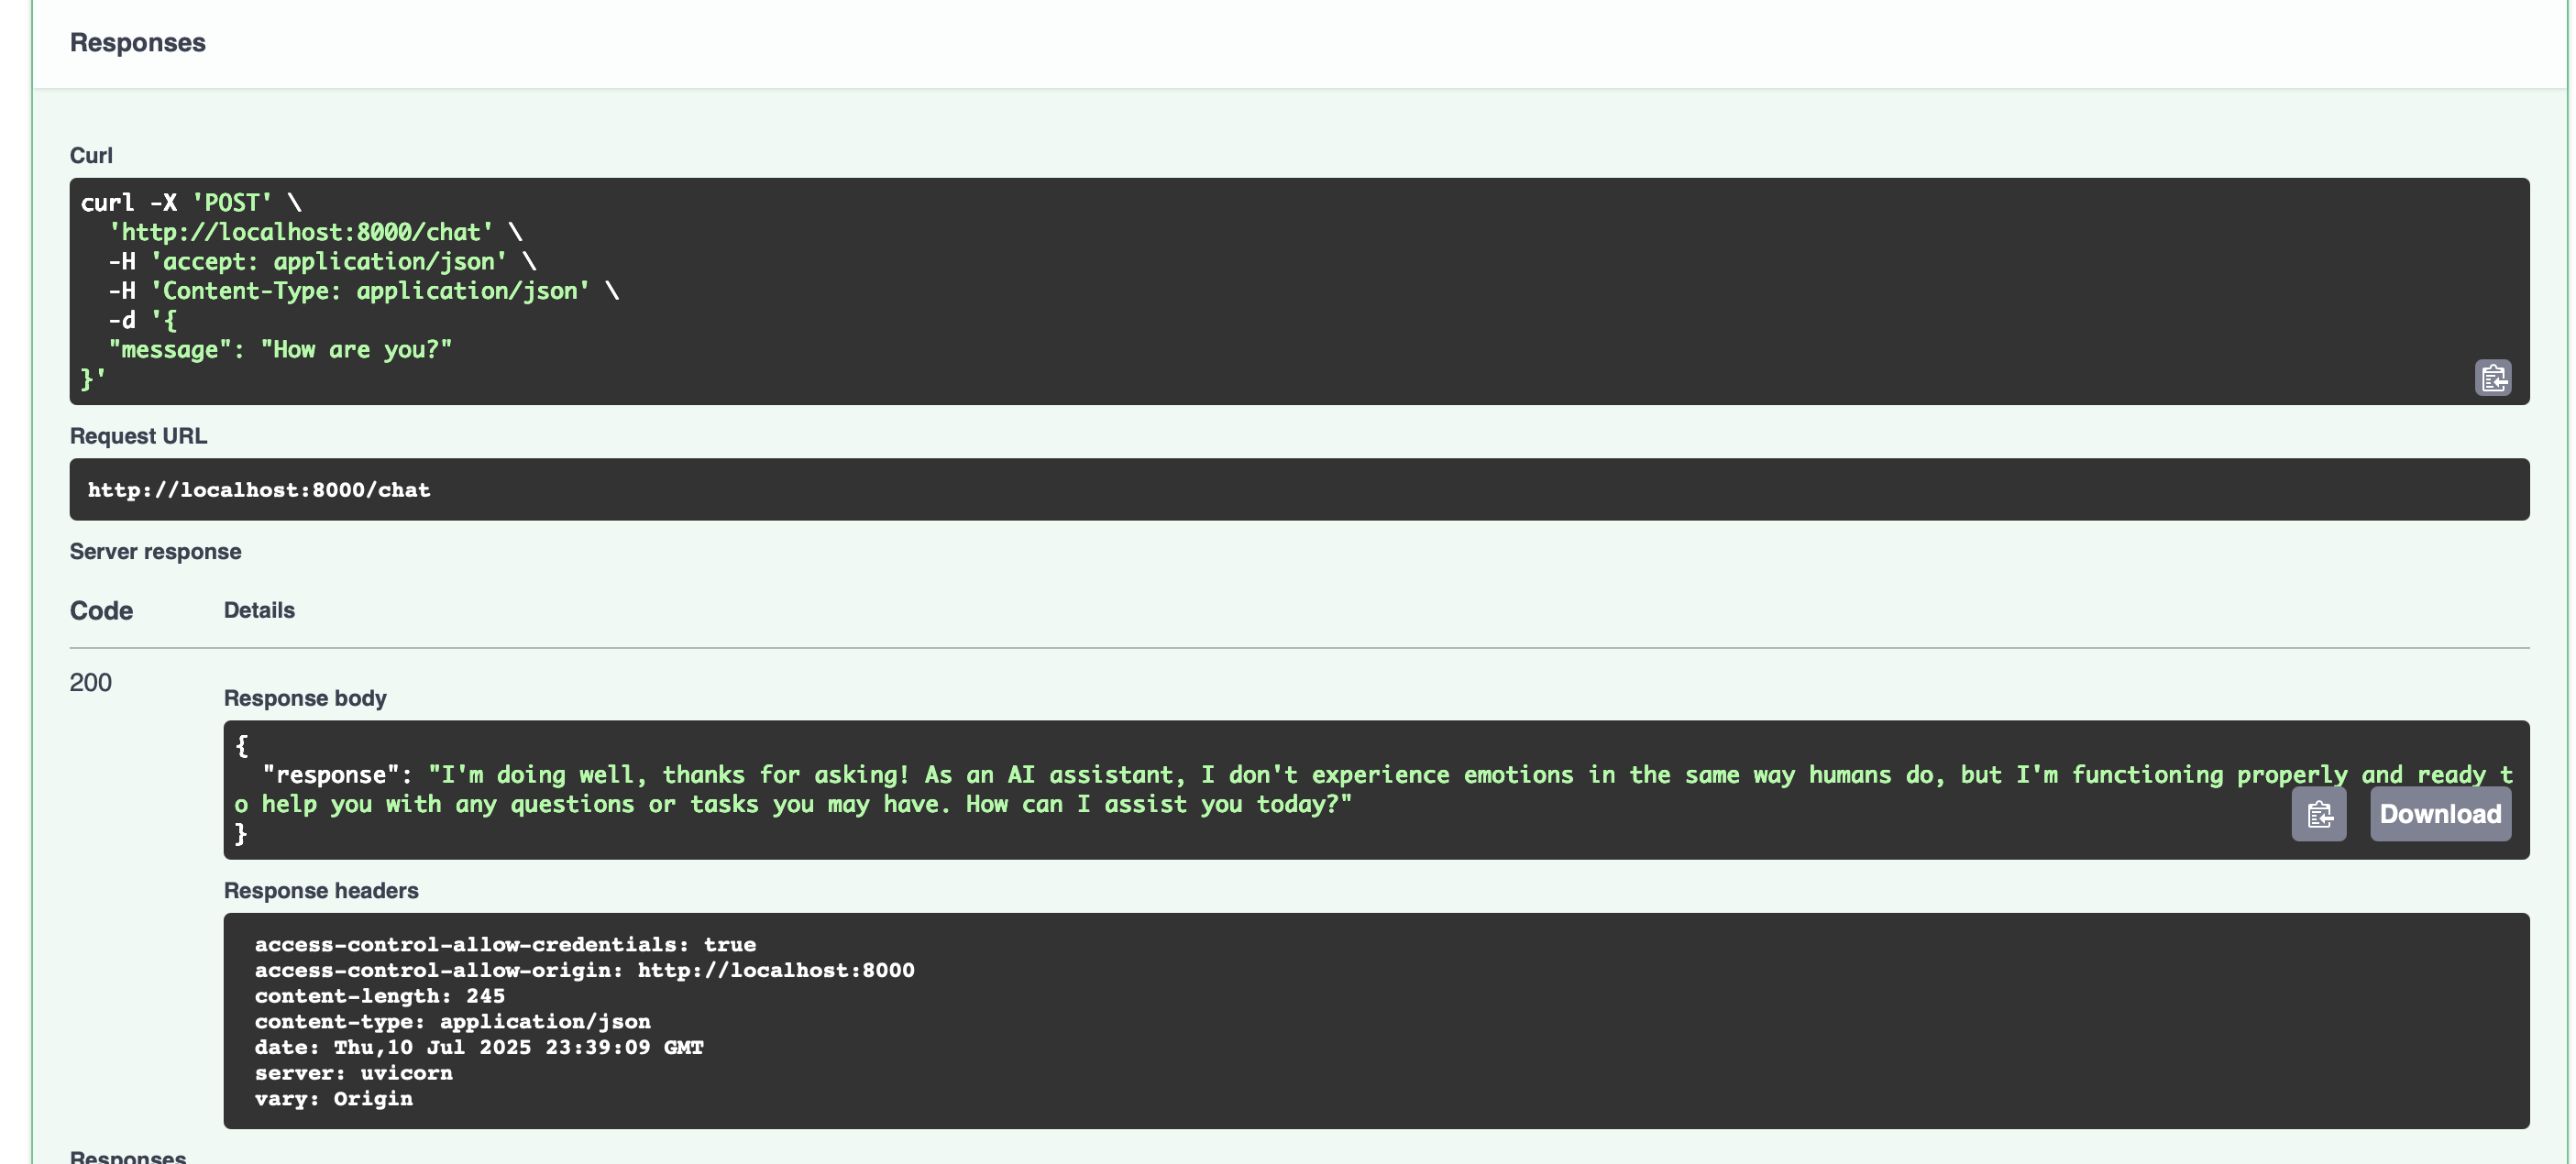 Responses
Curl
curl -X 'POST' \
  'http://localhost:8000/chat' \
  -H 'accept: application/json' \
  -H 'Content-Type: application/json' \
  -d '{
  "message": "How are you?"
}'
Request URL
http://localhost:8000/chat
Server response
Code Details
200
Response body
{
  "response": "I'm doing well, thanks for asking! As an AI assistant, I don't experience emotions in the same way humans do, but I'm functioning properly and ready t
o help you with any questions or tasks you may have. How can I assist you today?"
}
Download
Response headers
access-control-allow-credentials: true
access-control-allow-origin: http://localhost:8000
content-length: 245
content-type: application/json
date: Thu,10 Jul 2025 23:39:09 GMT
server: uvicorn
vary: Origin
Responses